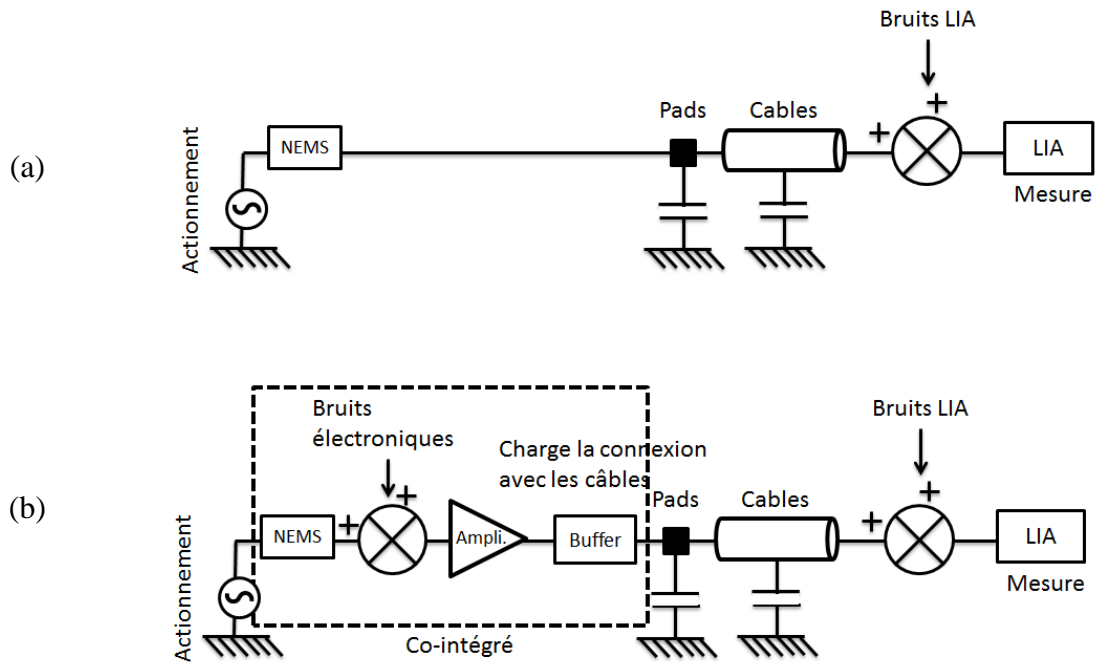 (a)
Actionnement
NEMS
Pads
Cables
Bruits LIA
+
+
LIA
Mesure
(b)
Actionnement
Bruits
électroniques
NEMS
+
+
Ampli.
Charge la connexion
avec les câbles
Buffer
Co-intégré
Pads
Cables
Bruits LIA
+
+
LIA
Mesure